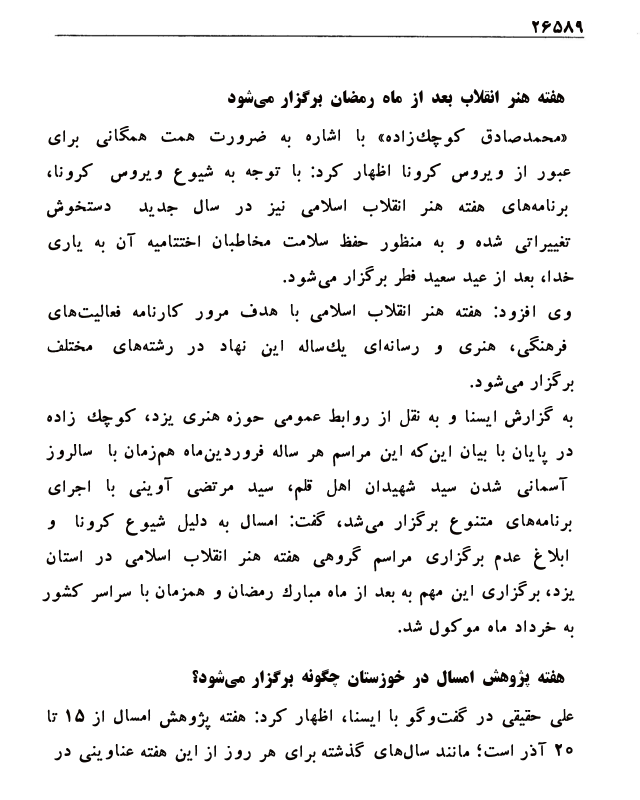 ۲۶۵۸۹
هفته هنر انقلاب بعد از ماه رمضان برگزار می‌شود
«محمدصادق کوچك‌زاده» با اشاره به ضرورت همت همگانی برای
عبور از ویروس کرونا اظهار کرد: با توجه به شیوع ویروس کرونا،
برنامه‌های هفته هنر انقلاب اسلامی نیز در سال جدید دستخوش
تغییراتی شده و به منظور حفظ سلامت مخاطبان اختتامیه آن به یاری
خدا، بعد از عید سعید فطر برگزار می‌شود.
وی افزود: هفته هنر انقلاب اسلامی با هدف مرور کارنامه فعالیت‌های
فرهنگی، هنری و رسانه‌ای یك‌ساله این نهاد در رشته‌های مختلف
برگزار می‌شود.
به گزارش ایسنا و به نقل از روابط عمومی حوزه هنری یزد، کوچك زاده
در پایان با بیان این‌که این مراسم هر ساله فروردین‌ماه هم‌زمان با سالروز
آسمانی شدن سید شهیدان اهل قلم، سید مرتضی آوینی با اجرای
برنامه‌های متنوع برگزار می‌شد، گفت: امسال به دلیل شیوع کرونا و
ابلاغ عدم برگزاری مراسم گروهی هفته هنر انقلاب اسلامی در استان
یزد، برگزاری این مهم به بعد از ماه مبارك رمضان و همزمان با سراسر کشور
به خرداد ماه موکول شد.
هفته پژوهش امسال در خوزستان چگونه برگزار می‌شود؟
علی حقیقی در گفت‌وگو با ایسنا، اظهار کرد: هفته پژوهش امسال از ۱۵ تا
۲۰ آذر است؛ مانند سال‌های گذشته برای هر روز از این هفته عناوینی در